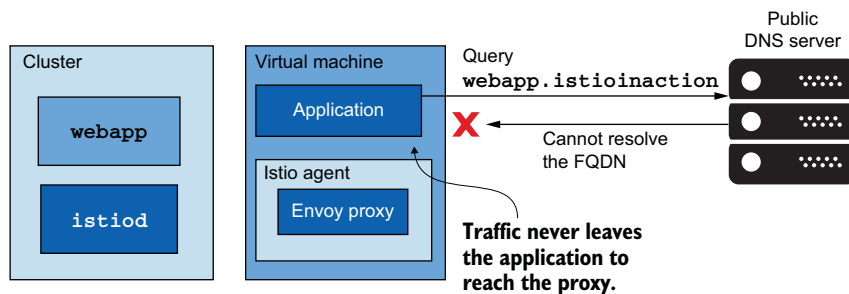 Cluster
webapp
istiod
Virtual machine
Application
Istio agent
Envoy proxy
Query
webapp.istioinaction
Cannot resolve
the FQDN
Public
DNS server
Traffic never leaves
the application to
reach the proxy.